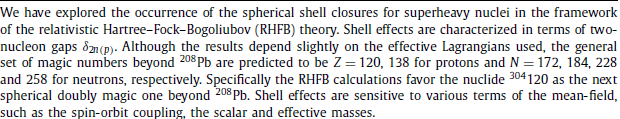 We have explored the occurrence of the spherical shell closures for superheavy nuclei in the framework
of the relativistic Hartree–Fock–Bogoliubov (RHFB) theory. Shell effects are characterized in terms of two-
nucleon gaps δ2n(p). Although the results depend slightly on the effective Lagrangians used, the general
set of magic numbers beyond ²⁰⁸Pb are predicted to be Z = 120, 138 for protons and N = 172, 184, 228
and 258 for neutrons, respectively. Specifically the RHFB calculations favor the nuclide ³⁰⁴120 as the next
spherical doubly magic one beyond ²⁰⁸Pb. Shell effects are sensitive to various terms of the mean-field,
such as the spin-orbit coupling, the scalar and effective masses.